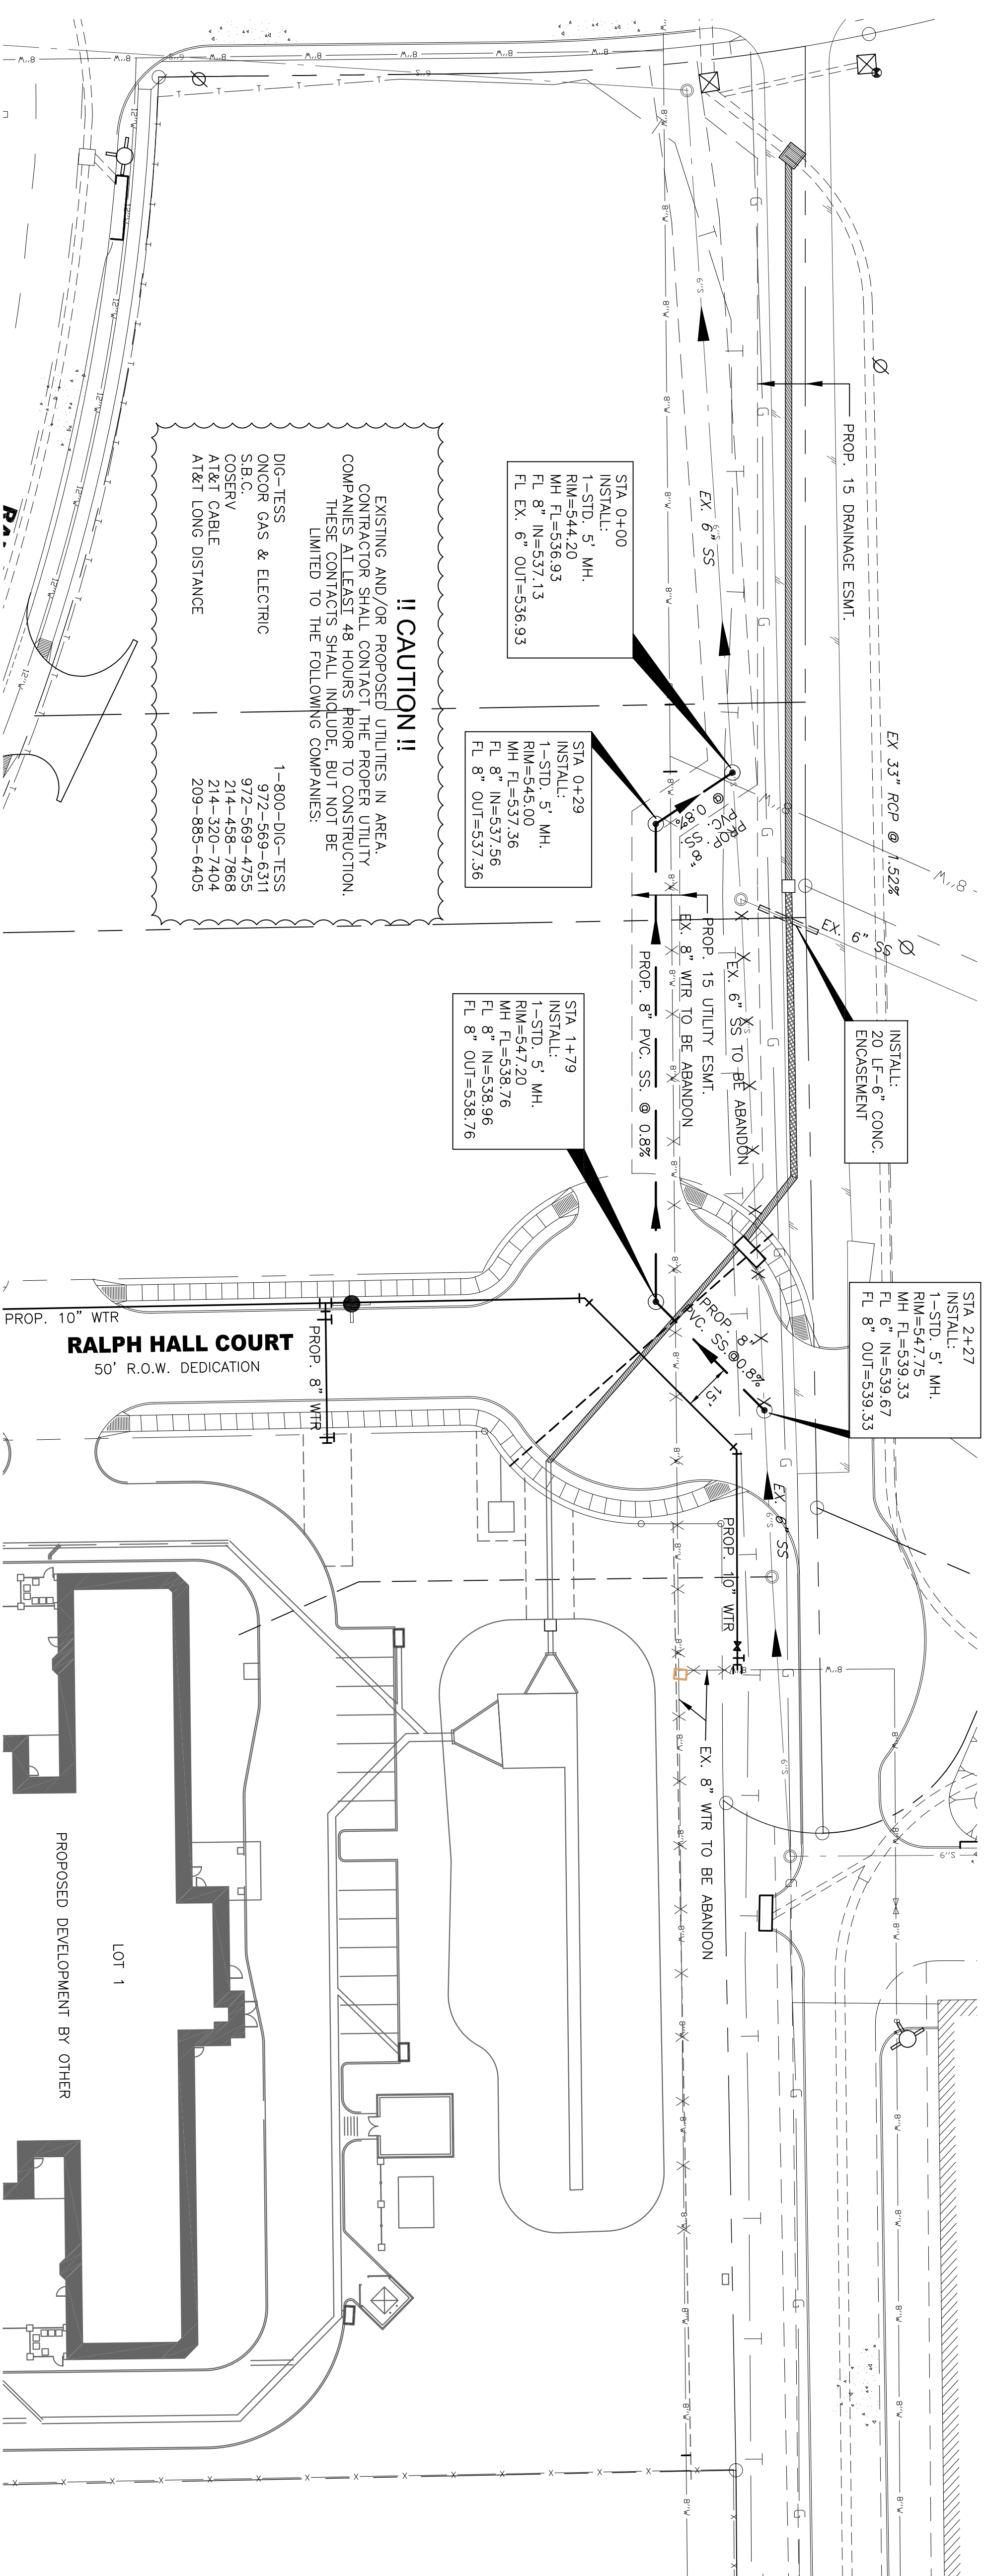 PROP. 15 DRAINAGE ESMT.
EX 33" RCP @ 1.52%
EX. 6" SS
STA 0+00
INSTALL:
1-STD. 5' MH.
RIM=544.20
MH FL=536.93
FL 8" IN=537.13
FL EX. 6" OUT=536.93
!! CAUTION !!
EXISTING AND/OR PROPOSED UTILITIES IN AREA.
CONTRACTOR SHALL CONTACT THE PROPER UTILITY
COMPANIES AT LEAST 48 HOURS PRIOR TO CONSTRUCTION.
THESE CONTACTS SHALL INCLUDE, BUT NOT BE
LIMITED TO THE FOLLOWING COMPANIES:
DIG-TESS 1-800-DIG-TESS
ONCOR GAS & ELECTRIC 972-569-6311
S.B.C. 972-569-4755
COSERV 214-458-7868
AT&T CABLE 214-320-7404
AT&T LONG DISTANCE 209-885-6405
STA 0+29
INSTALL:
1-STD. 5' MH.
RIM=545.00
MH FL=537.36
FL 8" IN=537.56
FL 8" OUT=537.36
PROP. 8"
PVC. SS.
@ 0.8%
EX. 6" SS
INSTALL:
20 LF-6" CONC.
ENCASEMENT
EX. 6" SS TO BE ABANDON
PROP. 15 UTILITY ESMT.
EX. 8" WTR TO BE ABANDON
PROP. 8" PVC. SS. @ 0.8%
STA 1+79
INSTALL:
1-STD. 5' MH.
RIM=547.20
MH FL=538.76
FL 8" IN=538.96
FL 8" OUT=538.76
STA 2+27
INSTALL:
1-STD. 5' MH.
RIM=547.75
MH FL=539.33
FL 6" IN=539.67
FL 8" OUT=539.33
PROP. 8"
PVC. SS.@0.8%
15'
EX. 6" SS
PROP. 10" WTR
PROP. 10" WTR
RALPH HALL COURT
50' R.O.W. DEDICATION
PROP. 8" WTR
EX. 8" WTR TO BE ABANDON
LOT 1
PROPOSED DEVELOPMENT BY OTHER
8"W
12"W
6"S
G
T
X